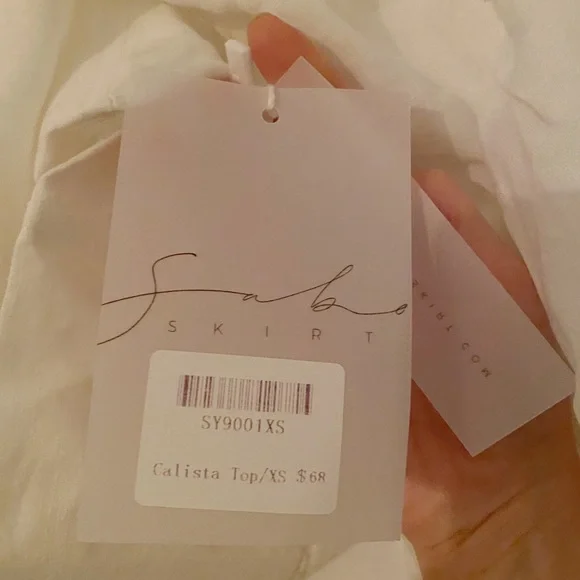 Sabo
SKIRT
SY9001XS
Calista Top/XS $68